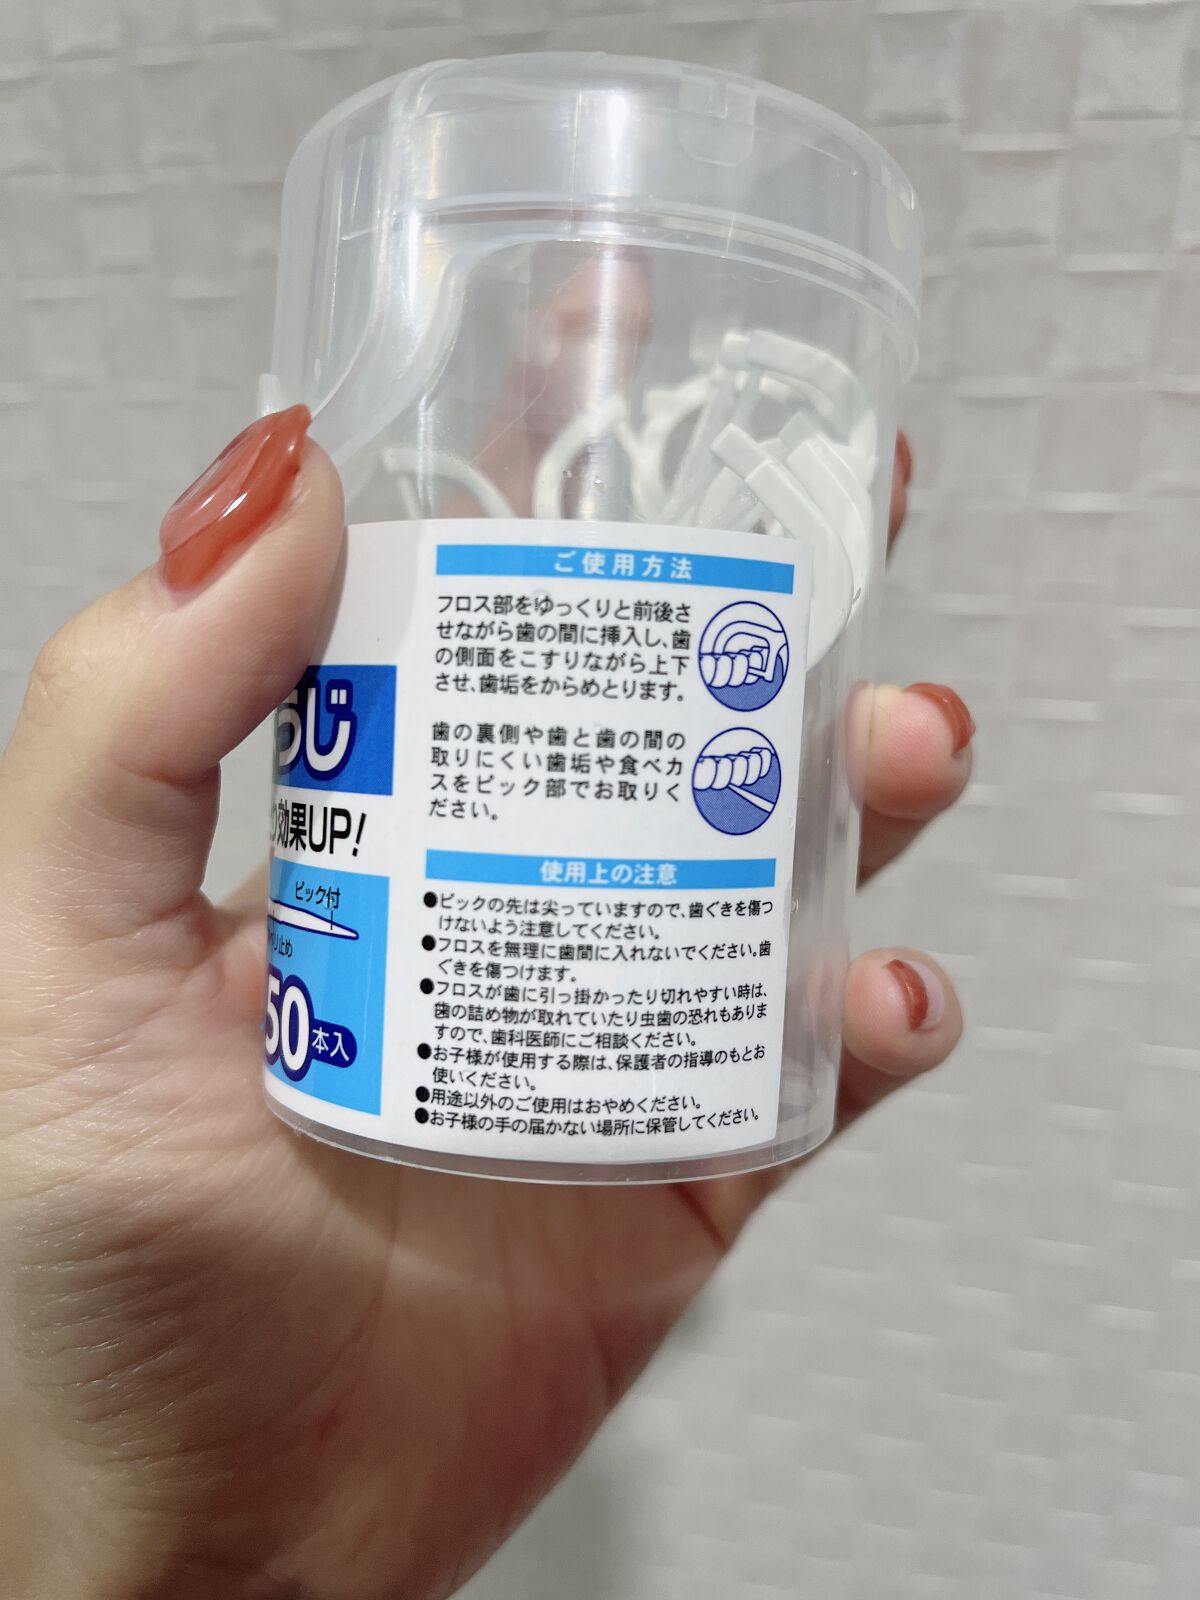 ご使用方法
フロス部をゆっくりと前後さ
せながら歯の間に挿入し、歯
の側面をこすりながら上下
させ、歯垢をからめとります。
歯の裏側や歯と歯の間の
取りにくい歯垢や食べカ
スをピック部でお取りく
ださい。
使用上の注意
●ピックの先は尖っていますので、歯ぐきを傷つ
けないよう注意してください。
●フロスを無理に歯間に入れないでください。歯
ぐきを傷つけます。
●フロスが歯に引っ掛かったり切れやすい時は、
歯の詰め物が取れていたり虫歯の恐れもありま
すので、歯科医師にご相談ください。
●お子様が使用する際は、保護者の指導のもとお
使いください。
●用途以外のご使用はおやめください。
●お子様の手の届かない場所に保管してください。
うじ
効果UP!
ピック付
り止め
50本入